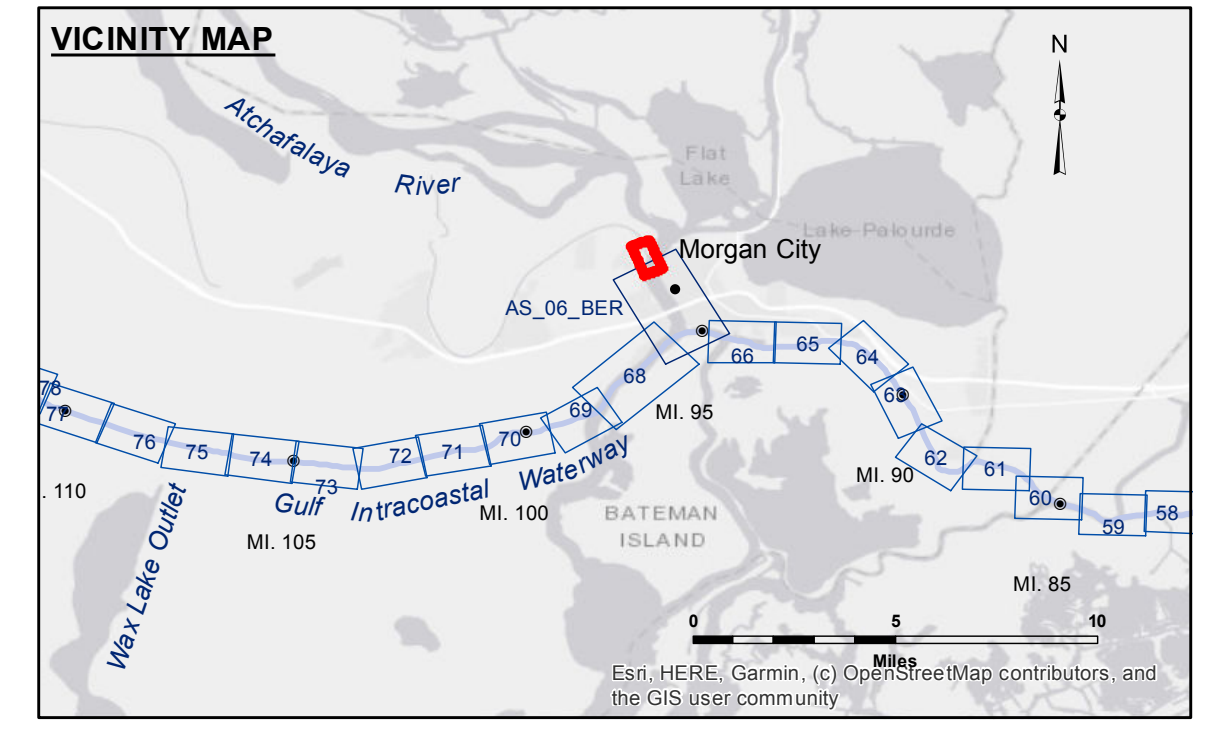 VICINITY MAP
N
Atchafalaya
River
Flat
Lake
Lake Palourde
Morgan City
AS_06_BER
66
65
64
63
68
MI. 95
69
62
61
MI. 90
60
59
58
78
77
76
75
74
73
72
71
70
. 110
Wax Lake Outlet
Gulf Intracoastal Waterway
MI. 105
MI. 100
BATEMAN
ISLAND
MI. 85
0 5 10
Miles
Esri, HERE, Garmin, (c) OpenStreetMap contributors, and
the GIS user community